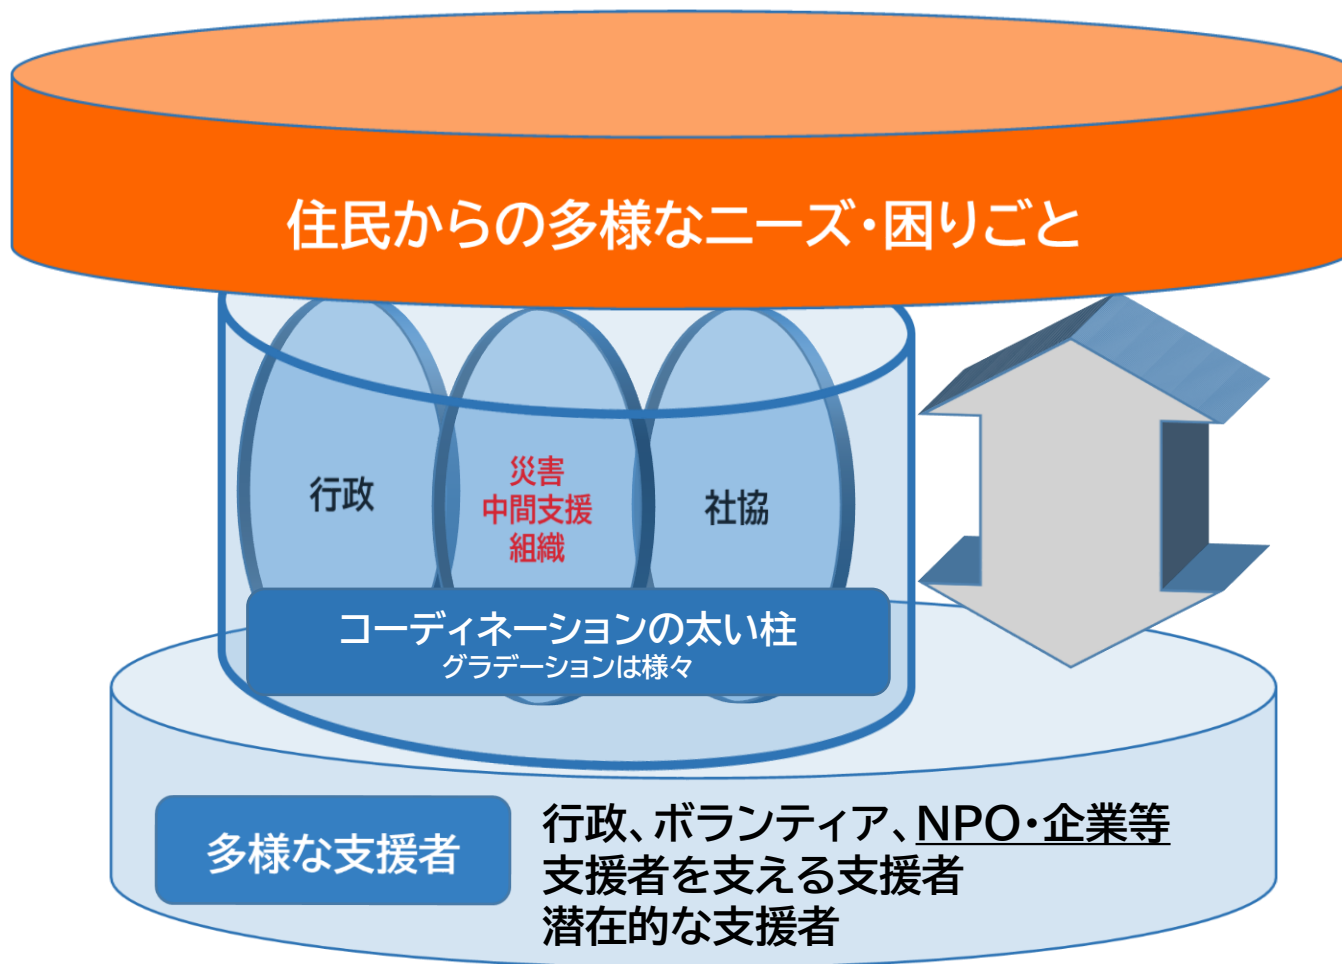 住民からの多様なニーズ・困りごと
行政
災害
中間支援
組織
社協
コーディネーションの太い柱
グラデーションは様々
多様な支援者
行政、ボランティア、NPO・企業等
支援者を支える支援者
潜在的な支援者